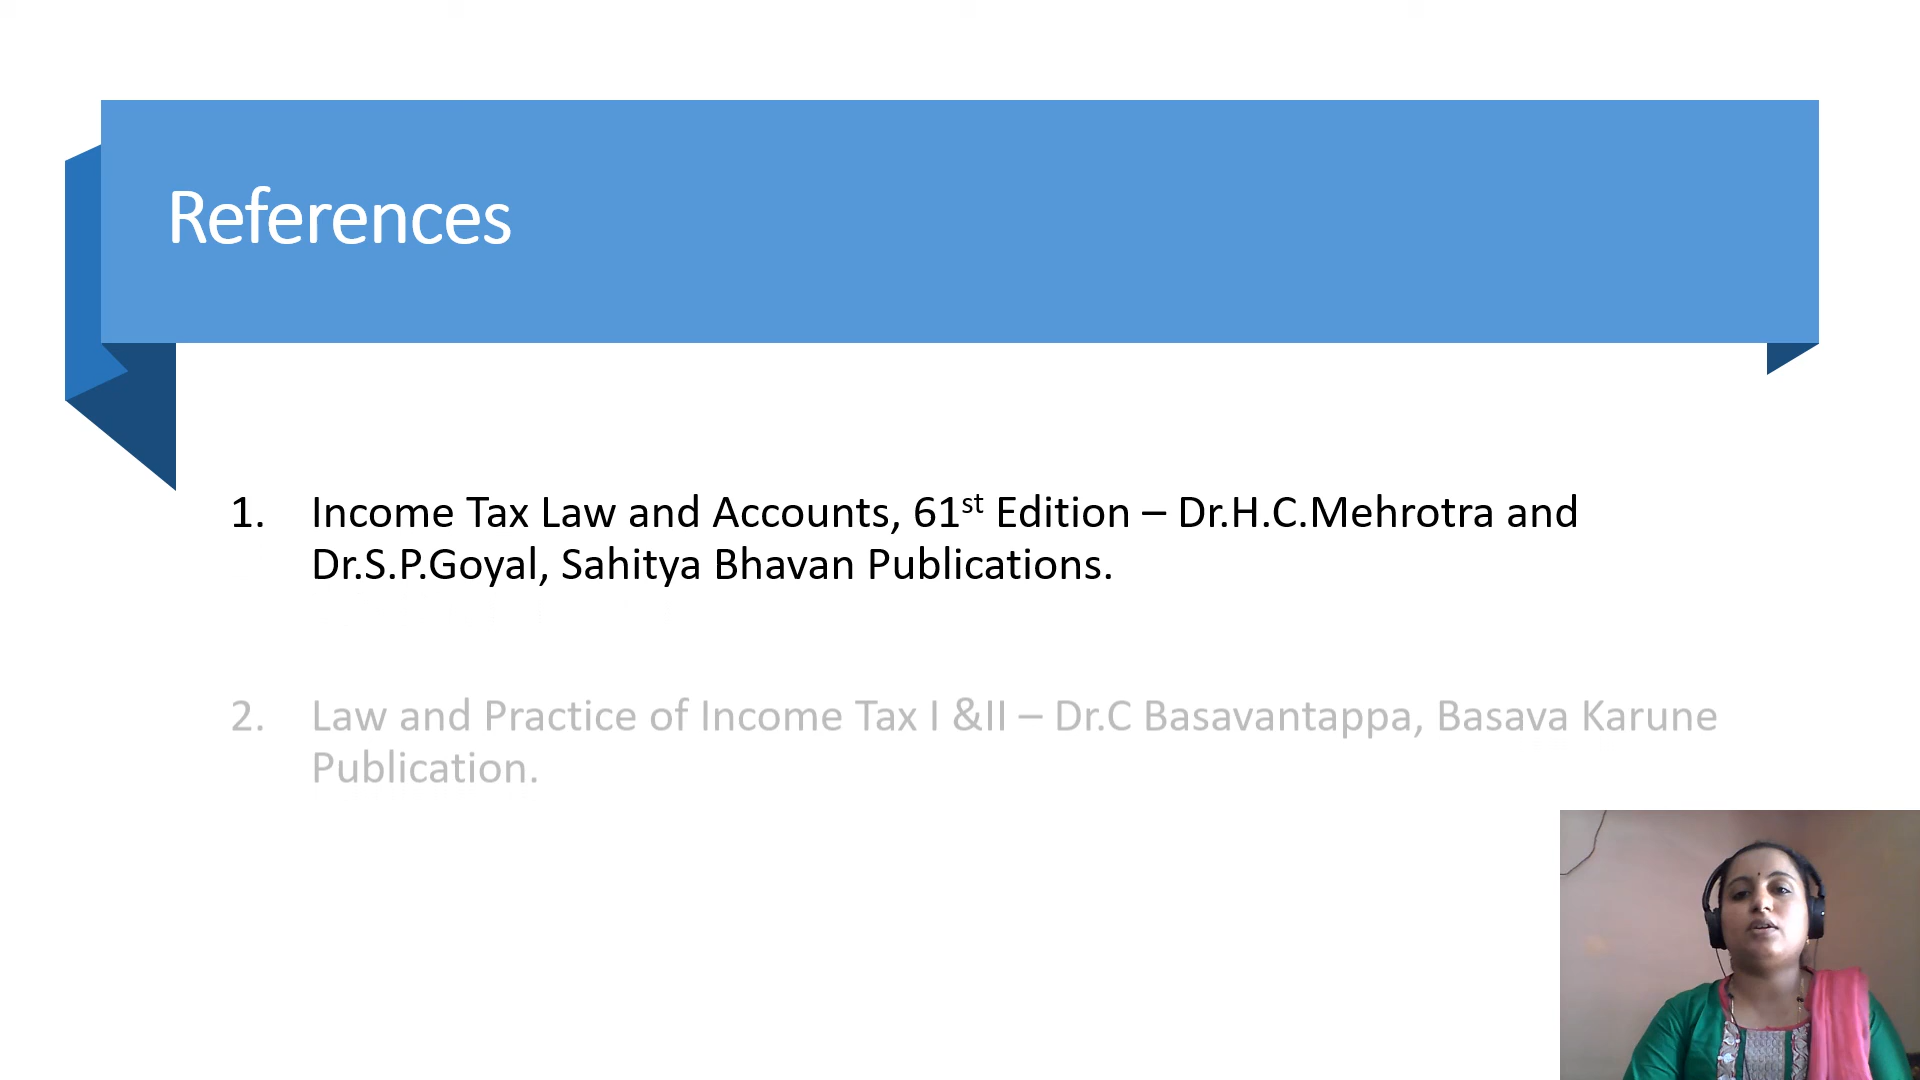 References
1. Income Tax Law and Accounts, 61st Edition – Dr.H.C.Mehrotra and
Dr.S.P.Goyal, Sahitya Bhavan Publications.
2. Law and Practice of Income Tax I &II – Dr.C Basavantappa, Basava Karune
Publication.